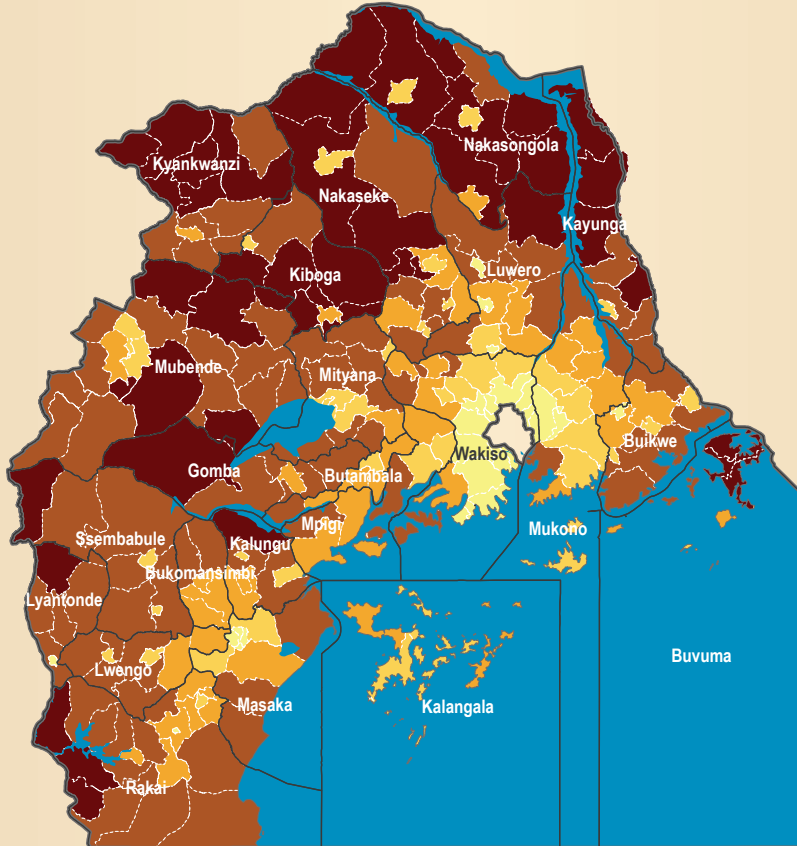 Nakasongola
Kyankwanzi
Nakaseke
Kayunga
Luwero
Kiboga
Mubende
Mityana
Buikwe
Wakiso
Gomba
Butambala
Mpigi
Mukono
Ssembabule
Kalungu
Bukomansimbi
Lyantonde
Buvuma
Lwengo
Masaka
Kalangala
Rakai